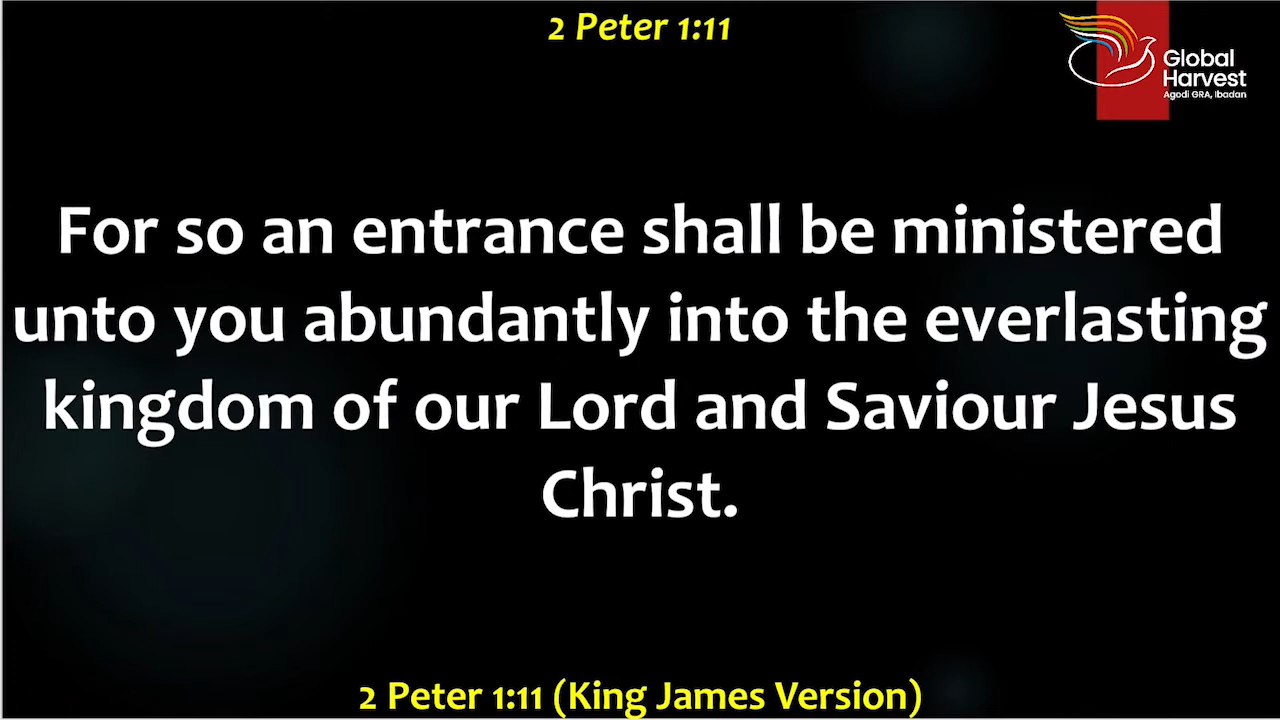 2 Peter 1:11
Global
Harvest
Agodi GRA, Ibadan
For so an entrance shall be ministered
unto you abundantly into the everlasting
kingdom of our Lord and Saviour Jesus
Christ.
2 Peter 1:11 (King James Version)